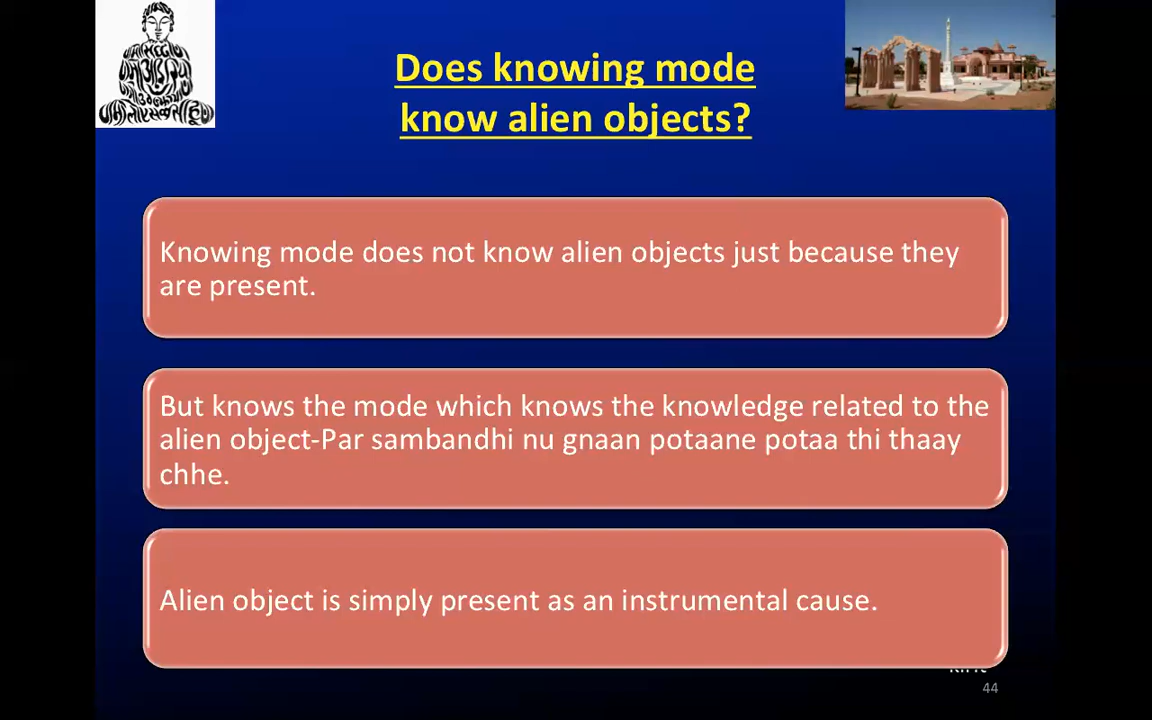 Does knowing mode
know alien objects?
Knowing mode does not know alien objects just because they
are present.
But knows the mode which knows the knowledge related to the
alien object-Par sambandhi nu gnaan potaane potaa thi thaay
chhe.
Alien object is simply present as an instrumental cause.
44